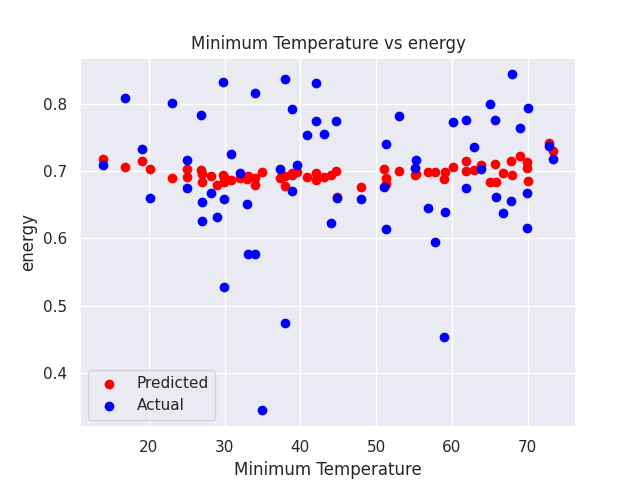 Minimum Temperature vs energy
0.8
0.7
0.6
0.5
0.4
energy
Predicted
Actual
20 30 40 50 60 70
Minimum Temperature